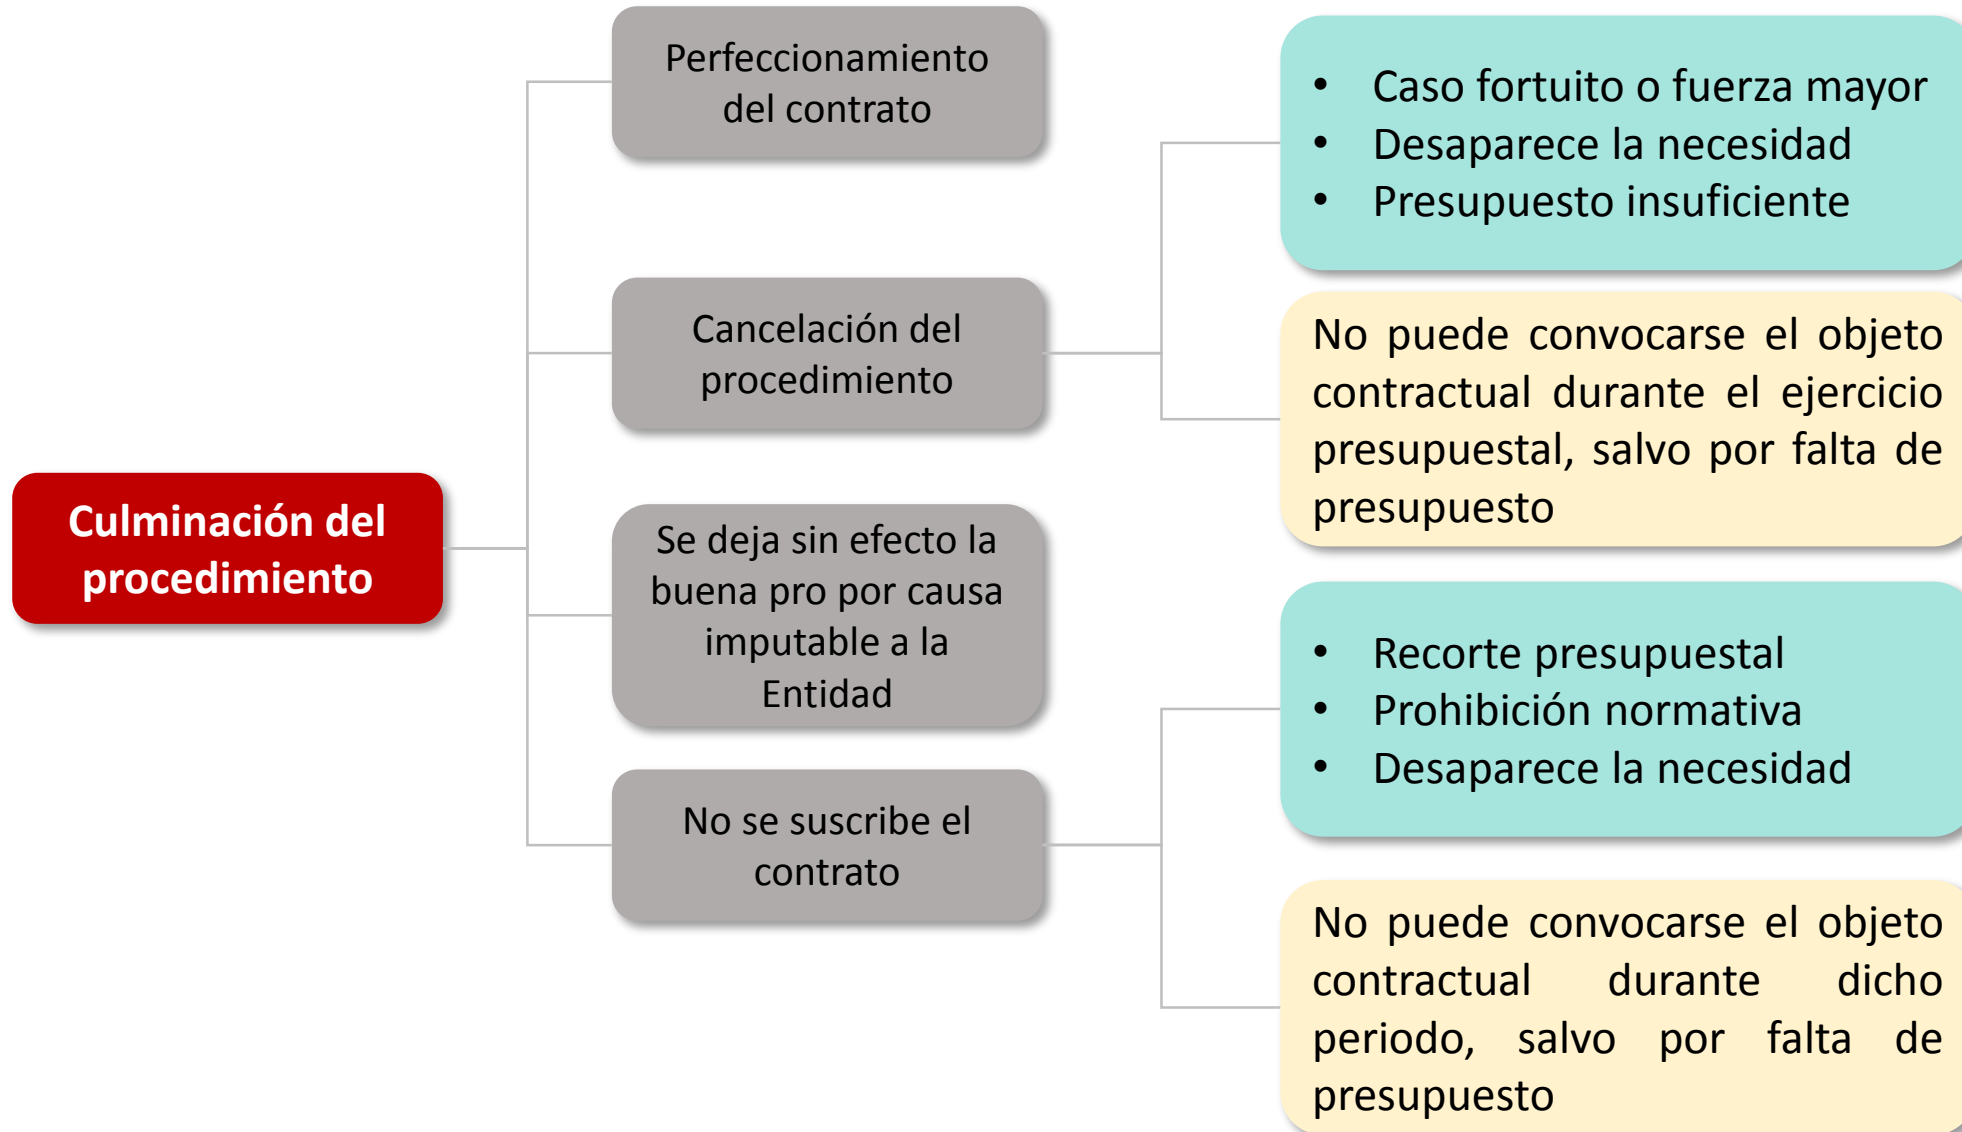 Culminación del
procedimiento
Perfeccionamiento
del contrato
Cancelación del
procedimiento
• Caso fortuito o fuerza mayor
• Desaparece la necesidad
• Presupuesto insuficiente
No puede convocarse el objeto
contractual durante el ejercicio
presupuestal, salvo por falta de
presupuesto
Se deja sin efecto la
buena pro por causa
imputable a la
Entidad
No se suscribe el
contrato
• Recorte presupuestal
• Prohibición normativa
• Desaparece la necesidad
No puede convocarse el objeto
contractual durante dicho
periodo, salvo por falta de
presupuesto